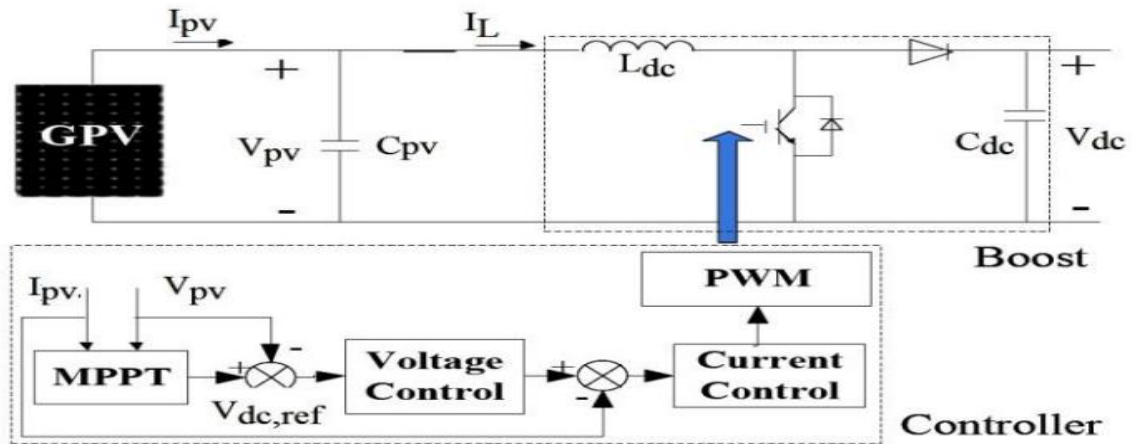 Ipv
IL
+
Ldc
+
GPV
Vpv
Cpv
Cdc
Vdc
-
-
Boost
PWM
Ipv.
Vpv
-
MPPT
+
Voltage
Control
+
Current
Control
-
Vdc,ref
Controller